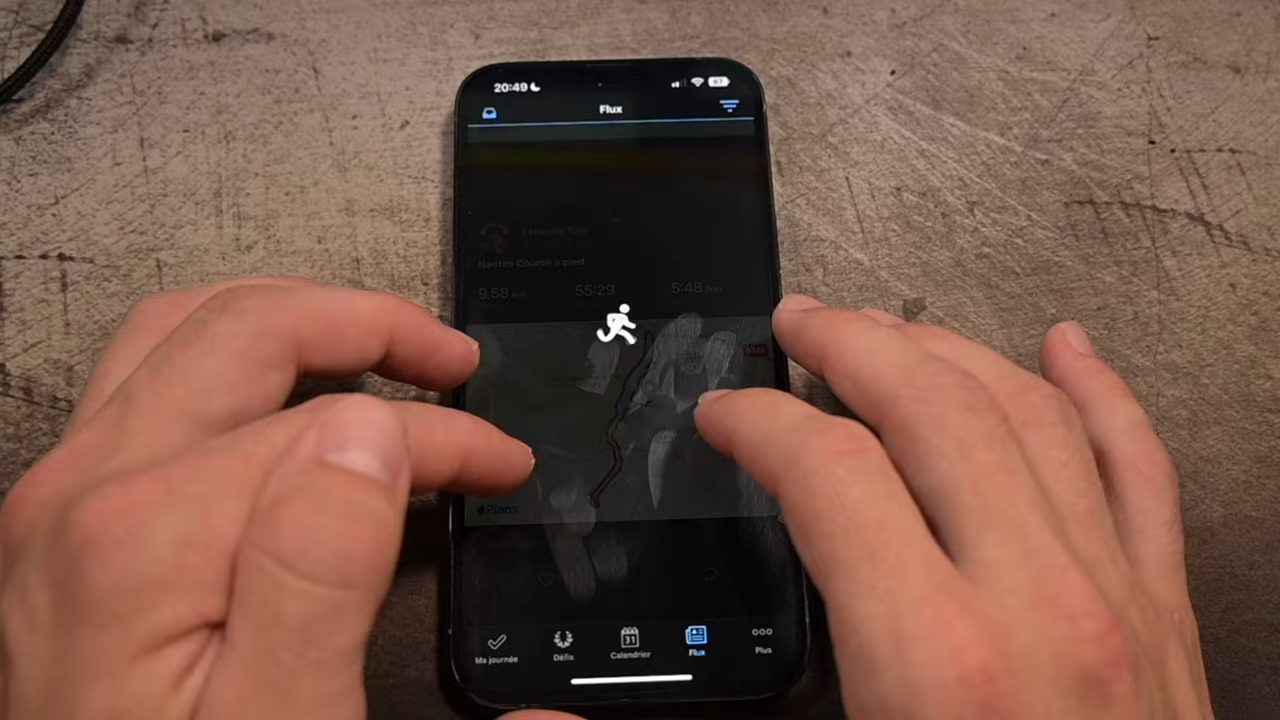 20:49
67
Flux
Nantes Course à pied
9,58 km 55:29 5:48 /km
Plans
31
Ma journée Défis Calendrier Flux Plus